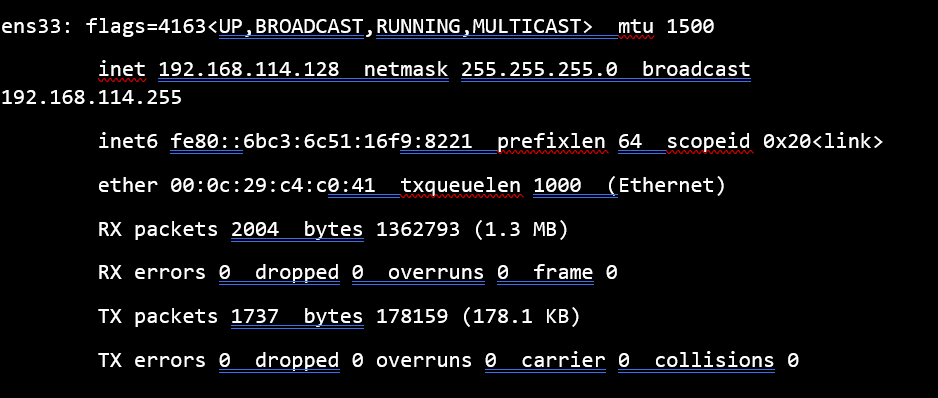 ens33: flags=4163<UP,BROADCAST,RUNNING,MULTICAST>  mtu 1500
inet 192.168.114.128  netmask 255.255.255.0  broadcast
192.168.114.255
inet6 fe80::6bc3:6c51:16f9:8221  prefixlen 64  scopeid 0x20<link>
ether 00:0c:29:c4:c0:41  txqueuelen 1000  (Ethernet)
RX packets 2004  bytes 1362793 (1.3 MB)
RX errors 0  dropped 0  overruns 0  frame 0
TX packets 1737  bytes 178159 (178.1 KB)
TX errors 0  dropped 0 overruns 0  carrier 0  collisions 0